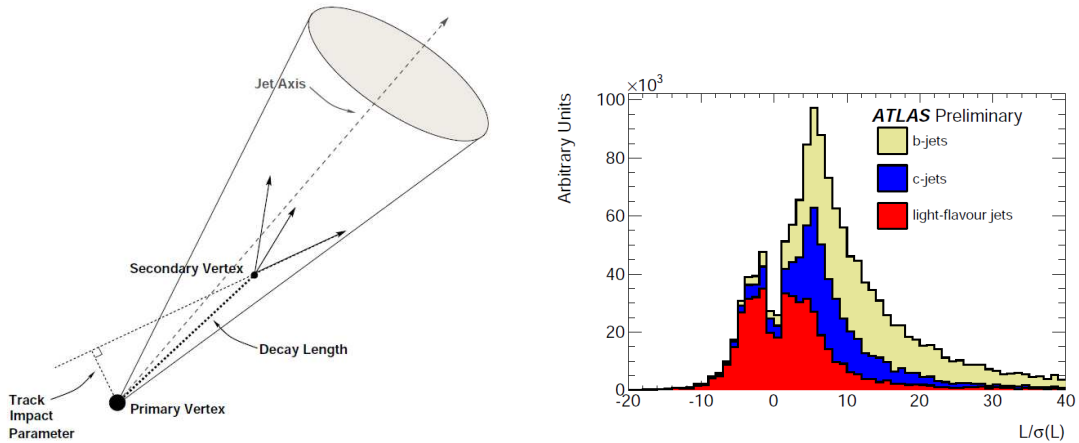 Jet Axis
Secondary Vertex
Decay Length
Track
Impact
Parameter
Primary Vertex
×10³
Arbitrary Units
100
80
60
40
20
0
ATLAS Preliminary
b-jets
c-jets
light-flavour jets
-20 -10 0 10 20 30 40
L/σ(L)